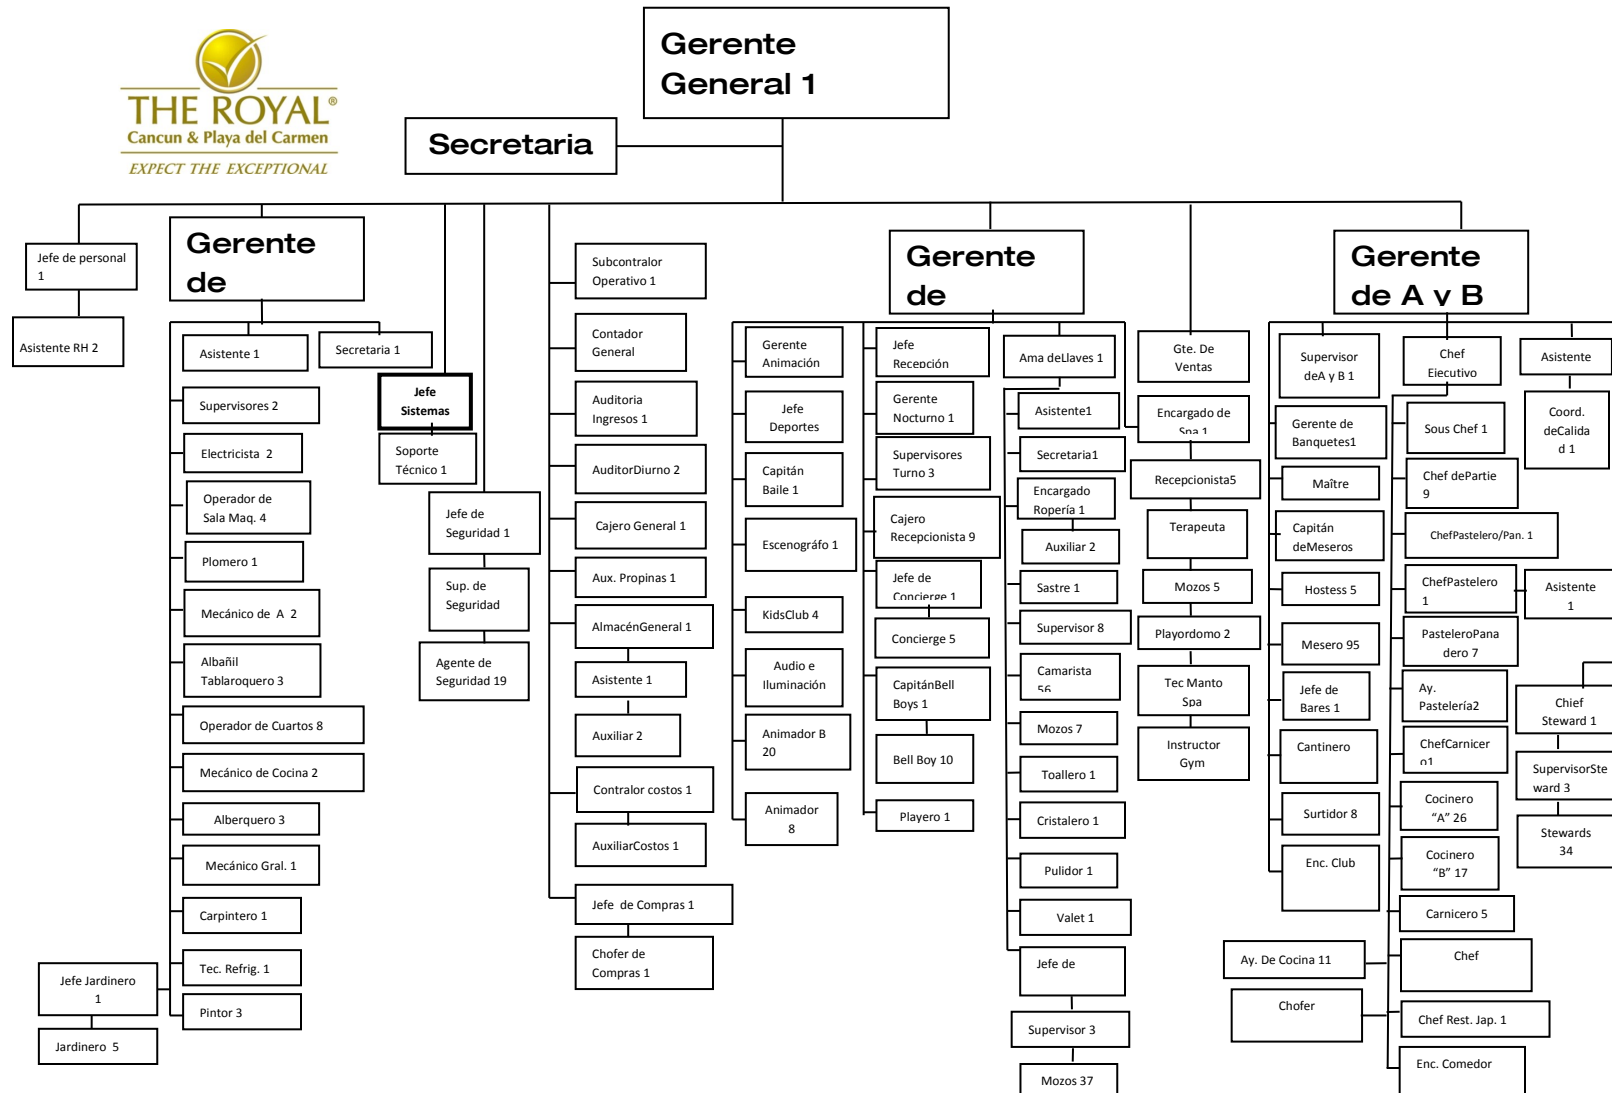 Gerente
General 1
THE ROYAL®
Cancun & Playa del Carmen
EXPECT THE EXCEPTIONAL
Secretaria
Jefe de personal
1
Asistente RH 2
Gerente
de
Asistente 1
Secretaria 1
Supervisores 2
Electricista 2
Operador de
Sala Maq. 4
Plomero 1
Mecánico de A 2
Albañil
Tablaroquero 3
Operador de Cuartos 8
Mecánico de Cocina 2
Alberquero 3
Mecánico Gral. 1
Carpintero 1
Tec. Refrig. 1
Pintor 3
Jefe Jardinero
1
Jardinero 5
Jefe
Sistemas
Soporte
Técnico 1
Jefe de
Seguridad 1
Sup. de
Seguridad
Agente de
Seguridad 19
Subcontralor
Operativo 1
Contador
General
Auditoria
Ingresos 1
AuditorDiurno 2
Cajero General 1
Aux. Propinas 1
AlmacénGeneral 1
Asistente 1
Auxiliar 2
Contralor costos 1
AuxiliarCostos 1
Jefe de Compras 1
Chofer de
Compras 1
Gerente
de
Gerente
Animación
Jefe
Deportes
Capitán
Baile 1
Escenográfo 1
KidsClub 4
Audio e
Iluminación
Animador B
20
Animador
8
Jefe
Recepción
Gerente
Nocturno 1
Supervisores
Turno 3
Cajero
Recepcionista 9
Jefe de
Concierge 1
Concierge 5
CapitánBell
Boys 1
Bell Boy 10
Playero 1
Ama deLlaves 1
Asistente1
Secretaria1
Encargado
Ropería 1
Auxiliar 2
Sastre 1
Supervisor 8
Camarista
56
Mozos 7
Toallero 1
Cristalero 1
Pulidor 1
Valet 1
Jefe de
Supervisor 3
Mozos 37
Gte. De
Ventas
Encargado de
Spa 1
Recepcionista5
Terapeuta
Mozos 5
Playordomo 2
Tec Manto
Spa
Instructor
Gym
Gerente
de A y B
Supervisor
deA y B 1
Gerente de
Banquetes1
Maître
Capitán
deMeseros
Hostess 5
Mesero 95
Jefe de
Bares 1
Cantinero
Surtidor 8
Enc. Club
Chef
Ejecutivo
Sous Chef 1
Chef dePartie
9
ChefPastelero/Pan. 1
ChefPastelero
1
Asistente
1
PasteleroPana
dero 7
Ay.
Pastelería2
ChefCarnicer
o1
Cocinero
“A” 26
Cocinero
“B” 17
Carnicero 5
Ay. De Cocina 11
Chef
Chofer
Chef Rest. Jap. 1
Enc. Comedor
Asistente
Coord.
deCalida
d 1
Chief
Steward 1
SupervisorSte
ward 3
Stewards
34